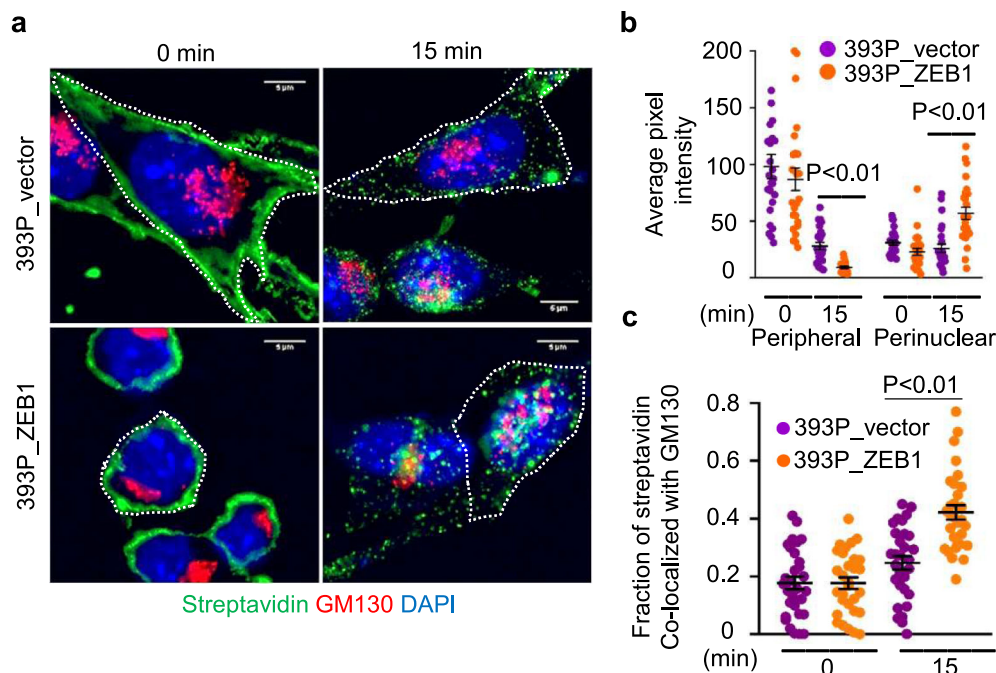 a
0 min
15 min
393P_vector
393P_ZEB1
5 μm
5 μm
5 μm
5 μm
Streptavidin GM130 DAPI
b
393P_vector
393P_ZEB1
P<0.01
P<0.01
Average pixel
intensity
200
150
100
50
0
(min)
0
15
0
15
Peripheral
Perinuclear
c
P<0.01
393P_vector
393P_ZEB1
Fraction of streptavidin
Co-localized with GM130
0.8
0.6
0.4
0.2
0
(min)
0
15